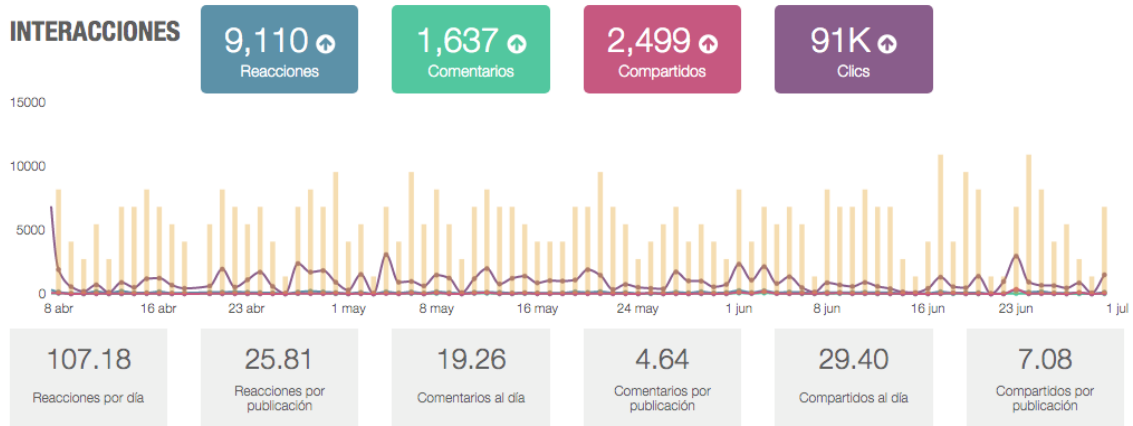 INTERACCIONES
9,110
Reacciones
1,637
Comentarios
2,499
Compartidos
91K
Clics
15000
10000
5000
0
8 abr
16 abr
23 abr
1 may
8 may
16 may
24 may
1 jun
8 jun
16 jun
23 jun
1 jul
107.18
Reacciones por día
25.81
Reacciones por
publicación
19.26
Comentarios al día
4.64
Comentarios por
publicación
29.40
Compartidos al día
7.08
Compartidos por
publicación